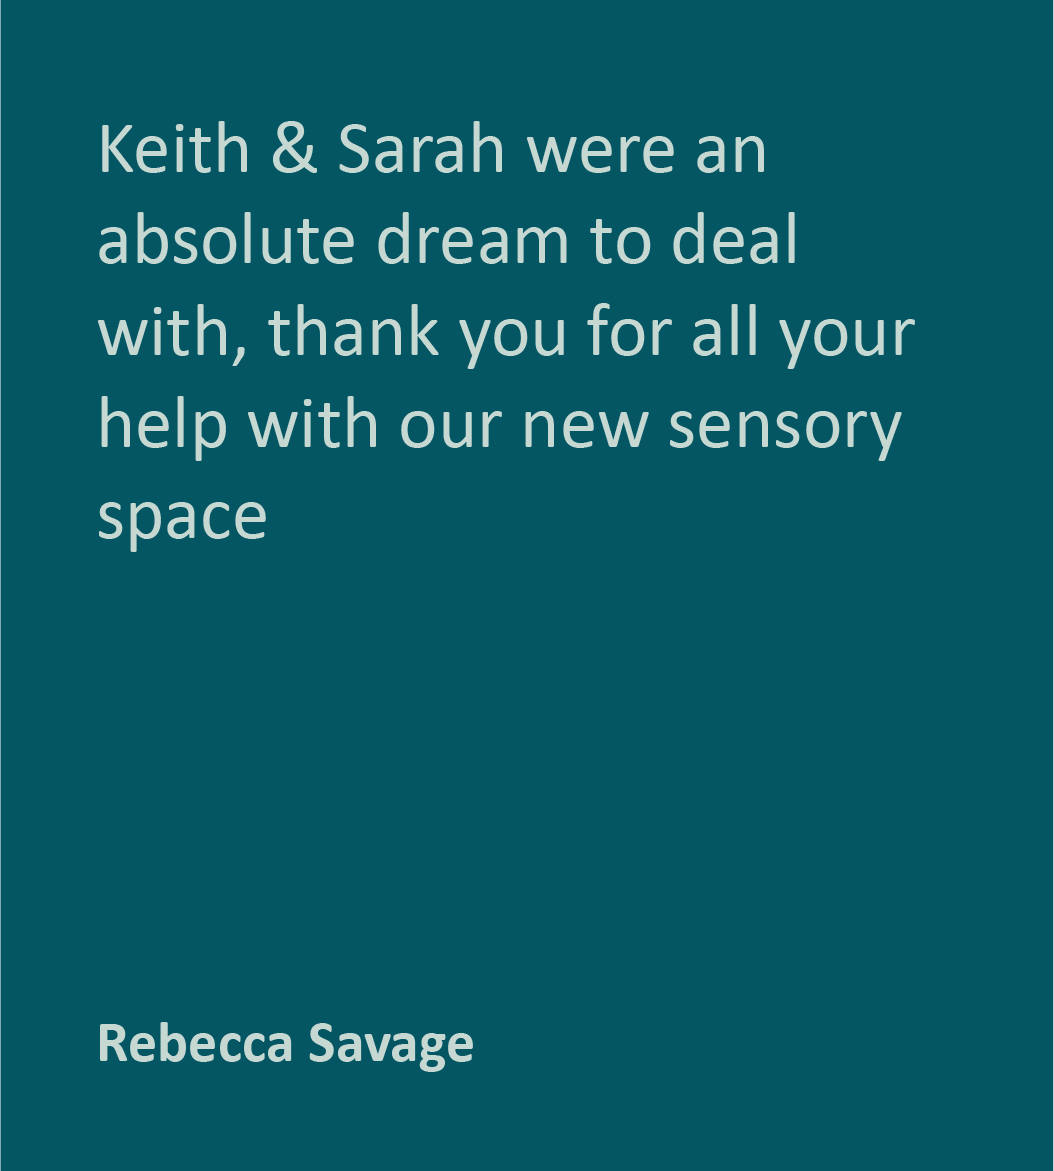 Keith & Sarah were an
absolute dream to deal
with, thank you for all your
help with our new sensory
space
Rebecca Savage